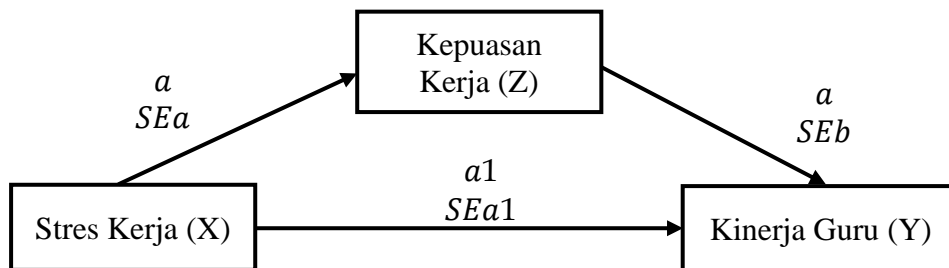 Kepuasan
Kerja (Z)
𝑎
𝑆𝐸𝑎
𝑎
𝑆𝐸𝑏
𝑎1
𝑆𝐸𝑎1
Stres Kerja (X)
Kinerja Guru (Y)